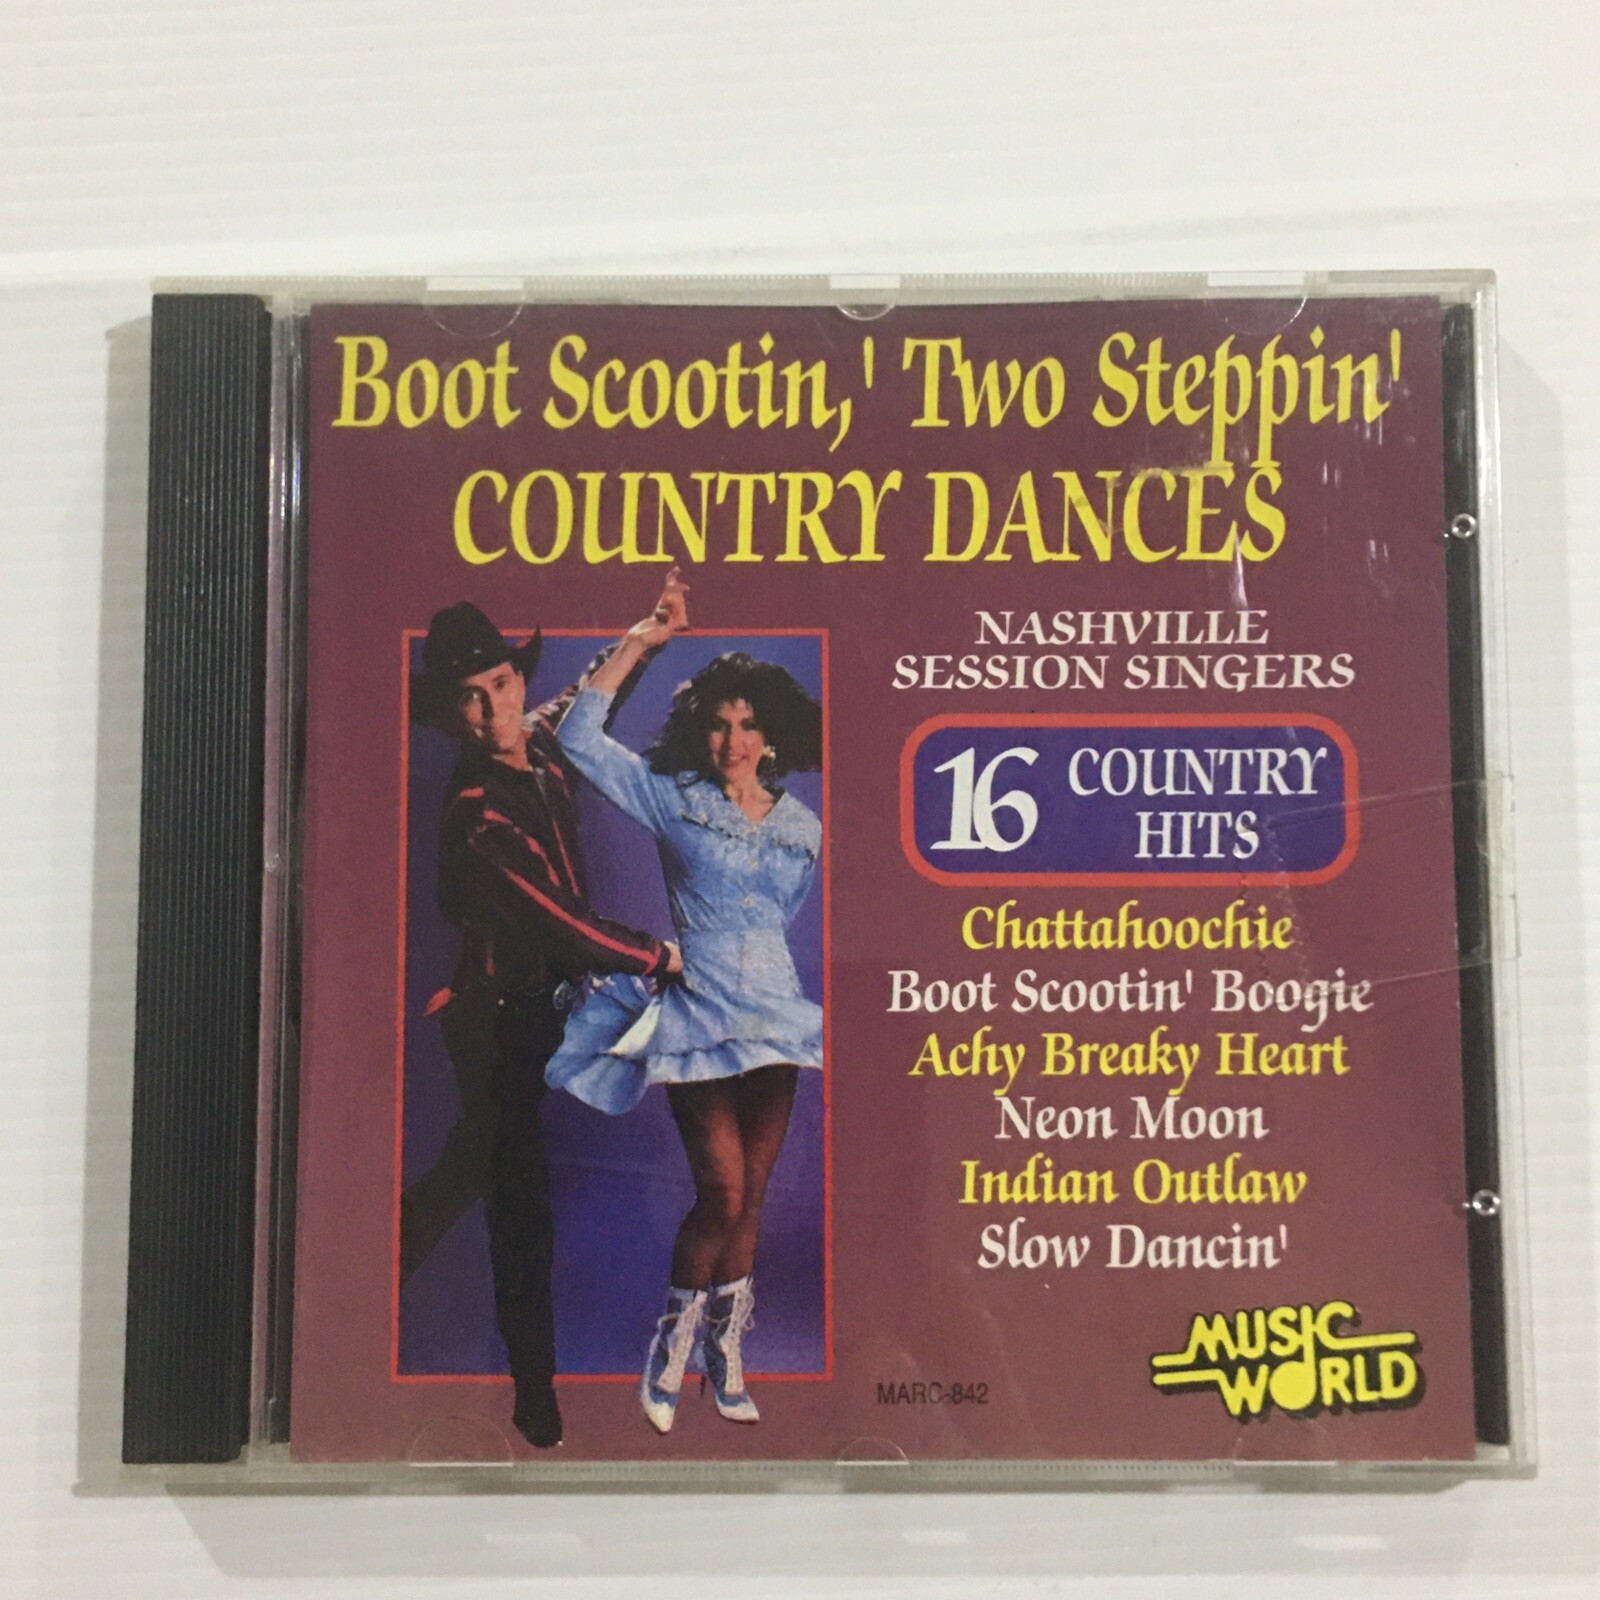 Boot Scootin,' Two Steppin'
COUNTRY DANCES
NASHVILLE
SESSION SINGERS
16 COUNTRY
HITS
Chattahoochie
Boot Scootin' Boogie
Achy Breaky Heart
Neon Moon
Indian Outlaw
Slow Dancin'
MUSIC
WORLD
MARC-842